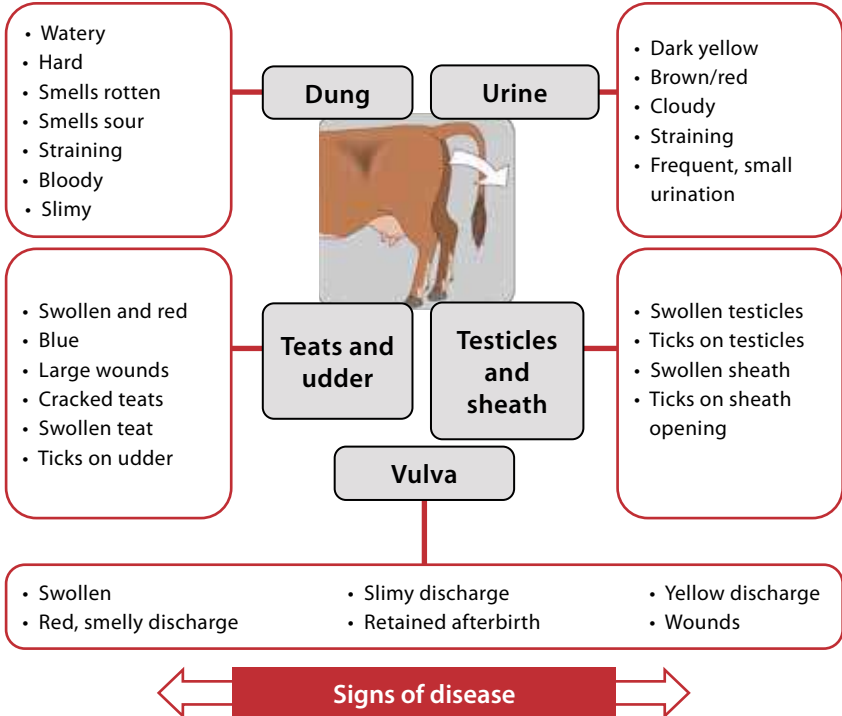 • Watery
• Hard
• Smells rotten
• Smells sour
• Straining
• Bloody
• Slimy
Dung
Urine
• Dark yellow
• Brown/red
• Cloudy
• Straining
• Frequent, small
urination
• Swollen and red
• Blue
• Large wounds
• Cracked teats
• Swollen teat
• Ticks on udder
Teats and
udder
Testicles
and
sheath
• Swollen testicles
• Ticks on testicles
• Swollen sheath
• Ticks on sheath
opening
Vulva
• Swollen
• Red, smelly discharge
• Slimy discharge
• Retained afterbirth
• Yellow discharge
• Wounds
Signs of disease